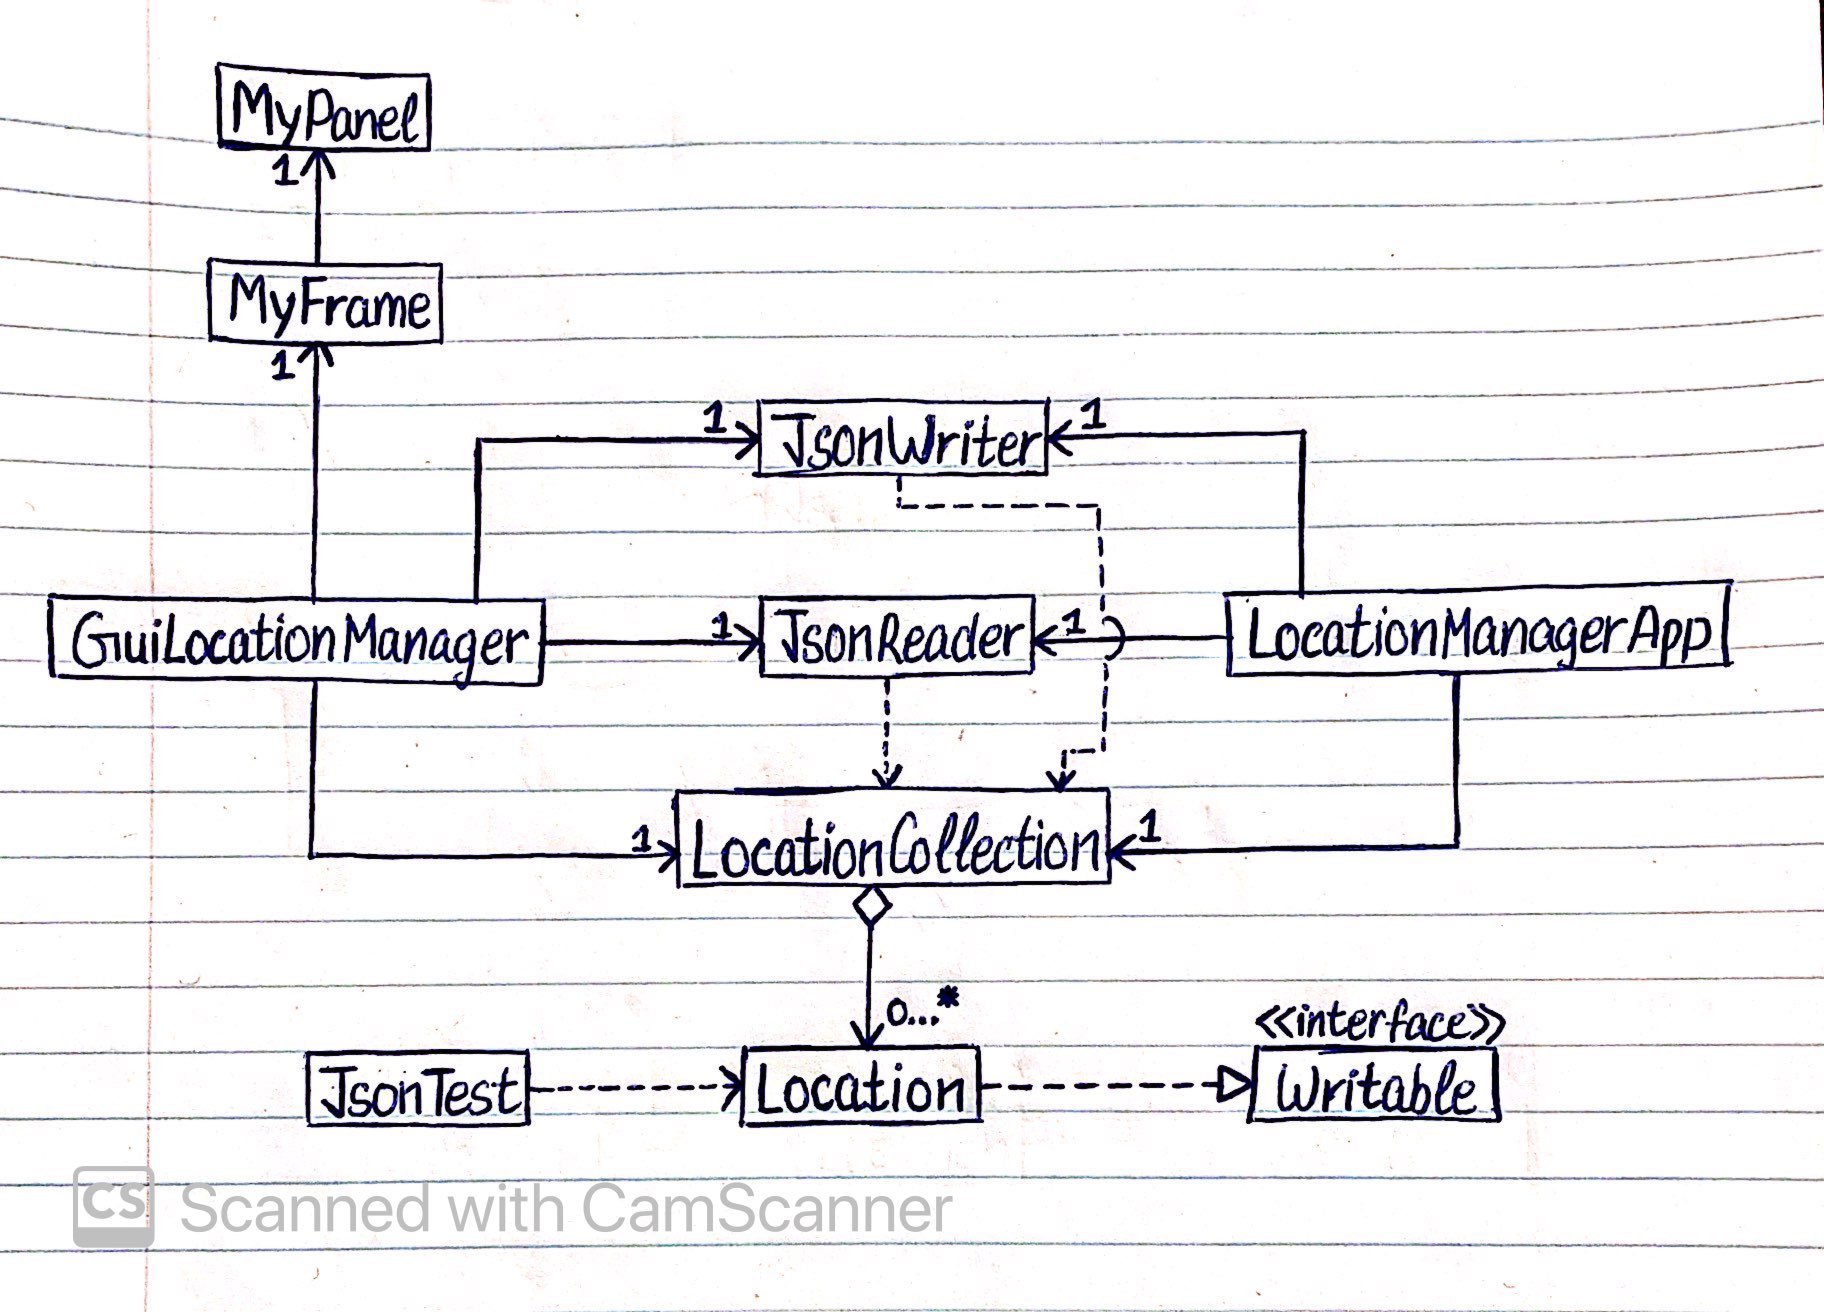 MyPanel
1
MyFrame
1
1 JsonWriter 1
GuiLocationManager 1 JsonReader 1 LocationManagerApp
1 LocationCollection 1
0...*
<<interface>>
JsonTest Location Writable
CS Scanned with CamScanner